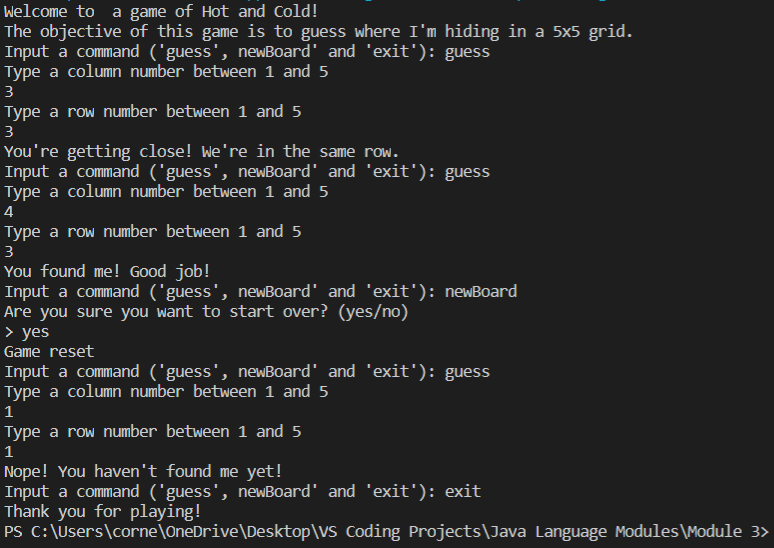 Welcome to  a game of Hot and Cold!
The objective of this game is to guess where I'm hiding in a 5x5 grid.
Input a command ('guess', newBoard' and 'exit'): guess
Type a column number between 1 and 5
3
Type a row number between 1 and 5
3
You're getting close! We're in the same row.
Input a command ('guess', newBoard' and 'exit'): guess
Type a column number between 1 and 5
4
Type a row number between 1 and 5
3
You found me! Good job!
Input a command ('guess', newBoard' and 'exit'): newBoard
Are you sure you want to start over? (yes/no)
> yes
Game reset
Input a command ('guess', newBoard' and 'exit'): guess
Type a column number between 1 and 5
1
Type a row number between 1 and 5
1
Nope! You haven't found me yet!
Input a command ('guess', newBoard' and 'exit'): exit
Thank you for playing!
PS C:\Users\corne\OneDrive\Desktop\VS Coding Projects\Java Language Modules\Module 3>